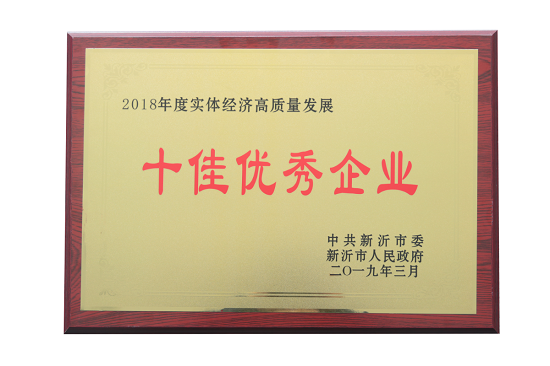 2018年度实体经济高质量发展
十佳优秀企业
中共新沂市委
新沂市人民政府
二〇一九年三月